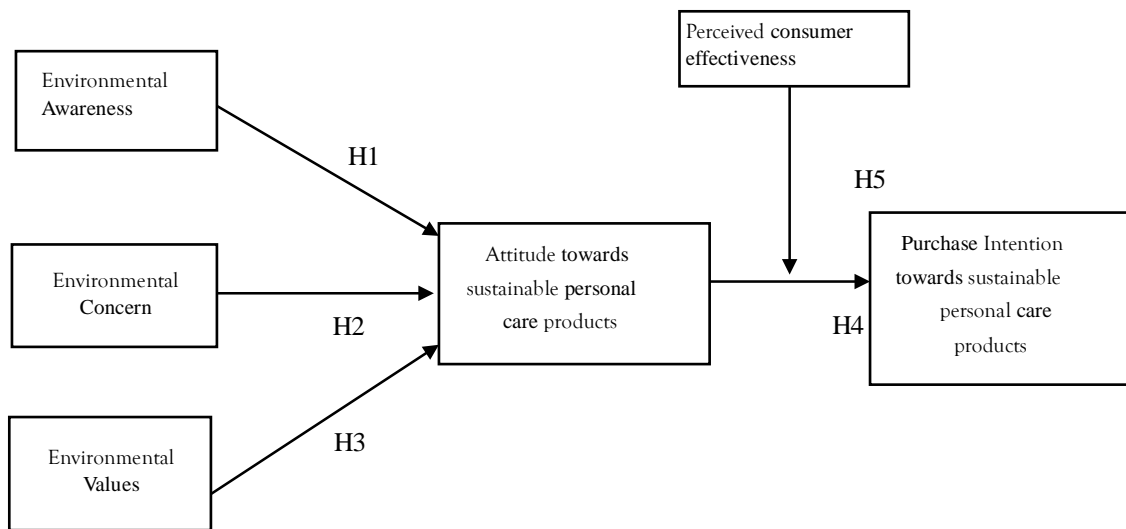 Perceived consumer
effectiveness
Environmental
Awareness
H1
H5
Environmental
Concern
H2
Attitude towards
sustainable personal
care products
H4
Purchase Intention
towards sustainable
personal care
products
H3
Environmental
Values